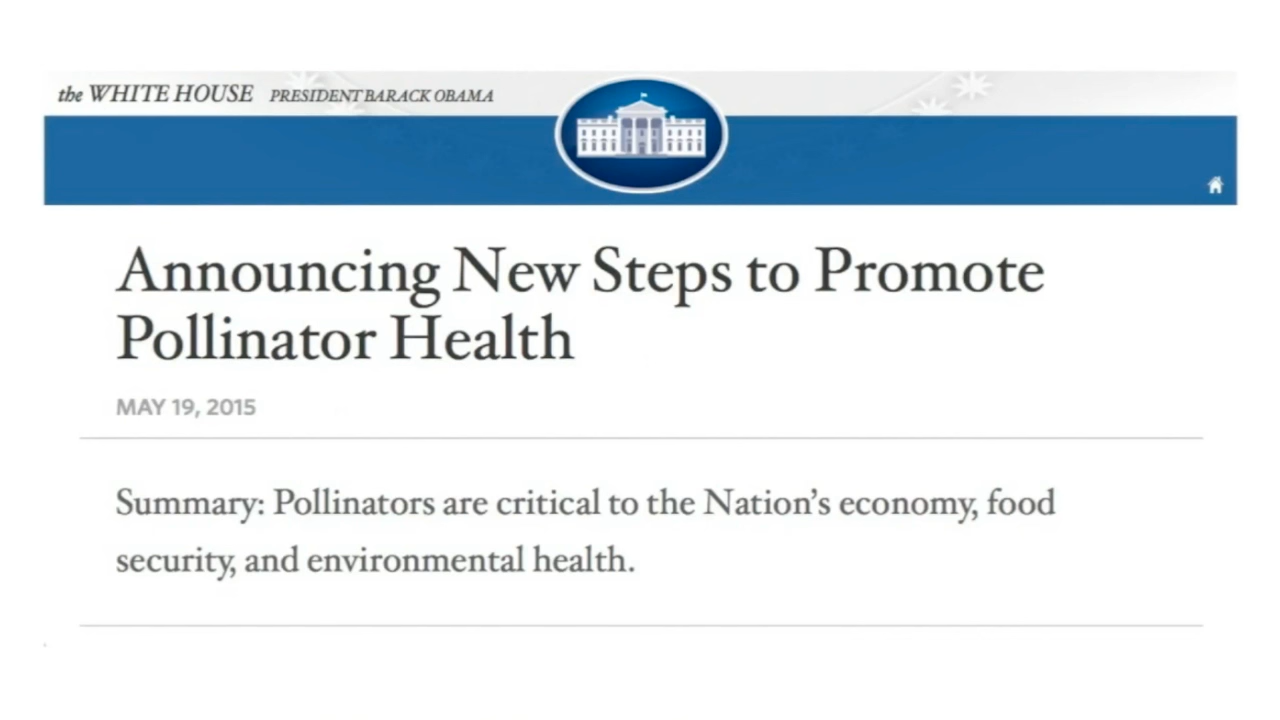 the WHITE HOUSE PRESIDENT BARACK OBAMA
Announcing New Steps to Promote
Pollinator Health
MAY 19, 2015
Summary: Pollinators are critical to the Nation's economy, food
security, and environmental health.